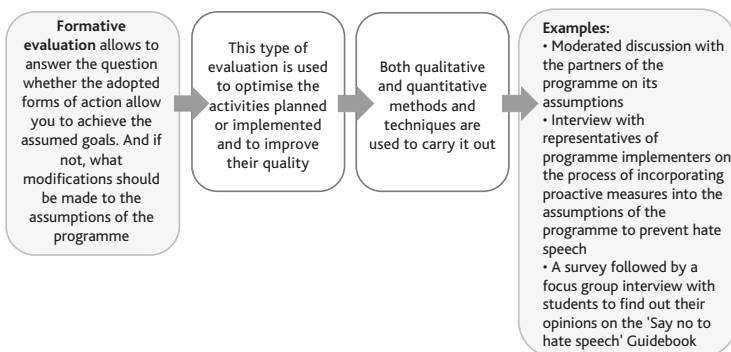 Formative
evaluation allows to
answer the question
whether the adopted
forms of action allow
you to achieve the
assumed goals. And if
not, what
modifications should
be made to the
assumptions of the
programme
This type of
evaluation is used to
optimise the
activities planned
or implemented
and to improve
their quality
Both qualitative
and quantitative
methods and
techniques are
used to carry it out
Examples:
• Moderated discussion with
the partners of the
programme on its
assumptions
• Interview with
representatives of
programme implementers on
the process of incorporating
proactive measures into the
assumptions of the
programme to prevent hate
speech
• A survey followed by a
focus group interview with
students to find out their
opinions on the 'Say no to
hate speech' Guidebook